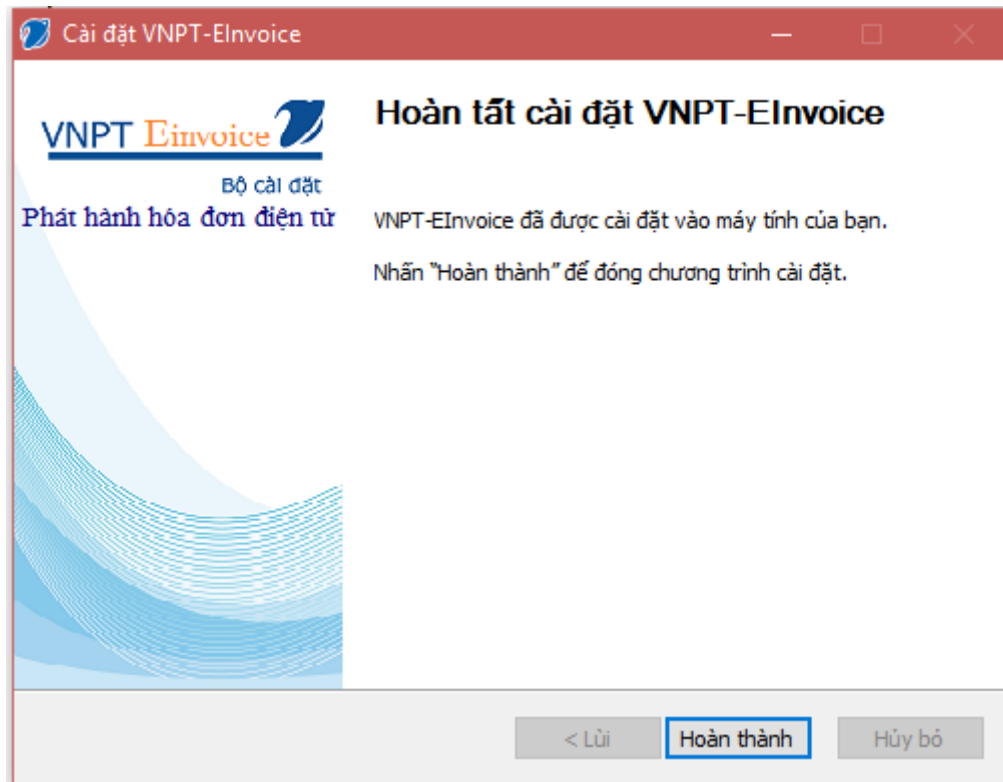 Cài đặt VNPT-EInvoice
VNPT Einvoice
Bộ cài đặt
Phát hành hóa đơn điện tử
Hoàn tất cài đặt VNPT-EInvoice
VNPT-EInvoice đã được cài đặt vào máy tính của bạn.
Nhấn “Hoàn thành” để đóng chương trình cài đặt.
< Lùi
Hoàn thành
Hủy bỏ